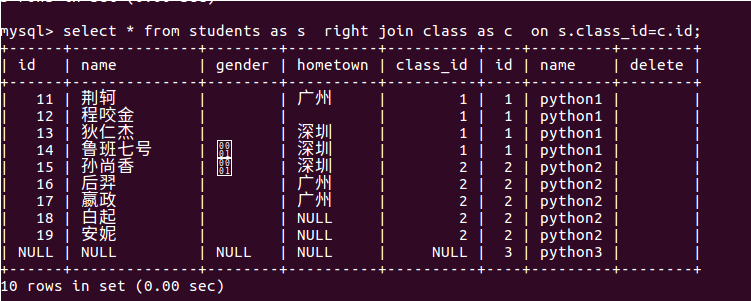 mysql> select * from students as s  right join class as c  on s.class_id=c.id;
+------+--------------+--------+----------+----------+----+---------+--------+
| id   | name         | gender | hometown | class_id | id | name    | delete |
+------+--------------+--------+----------+----------+----+---------+--------+
|   11 | 荆轲         |        | 广州     |        1 |  1 | python1 |        |
|   12 | 程咬金       |        |          |        1 |  1 | python1 |        |
|   13 | 狄仁杰       |        | 深圳     |        1 |  1 | python1 |        |
|   14 | 鲁班七号     | 0001   | 深圳     |        1 |  1 | python1 |        |
|   15 | 孙尚香       | 0001   | 深圳     |        2 |  2 | python2 |        |
|   16 | 后羿         |        | 广州     |        2 |  2 | python2 |        |
|   17 | 嬴政         |        | 广州     |        2 |  2 | python2 |        |
|   18 | 白起         |        | NULL     |        2 |  2 | python2 |        |
|   19 | 安妮         |        | NULL     |        2 |  2 | python2 |        |
| NULL | NULL         | NULL   | NULL     |     NULL |  3 | python3 |        |
+------+--------------+--------+----------+----------+----+---------+--------+
10 rows in set (0.00 sec)